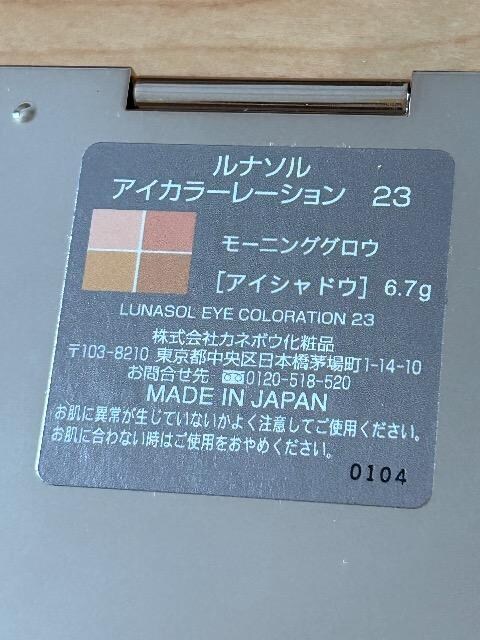 ルナソル
アイカラーレーション 23
モーニンググロウ
［アイシャドウ］ 6.7g
LUNASOL EYE COLORATION 23
株式会社カネボウ化粧品
〒103-8210 東京都中央区日本橋茅場町1-14-10
お問合せ先 0120-518-520
MADE IN JAPAN
お肌に異常が生じていないかよく注意してご使用ください。
お肌に合わない時はご使用をおやめください。
0104